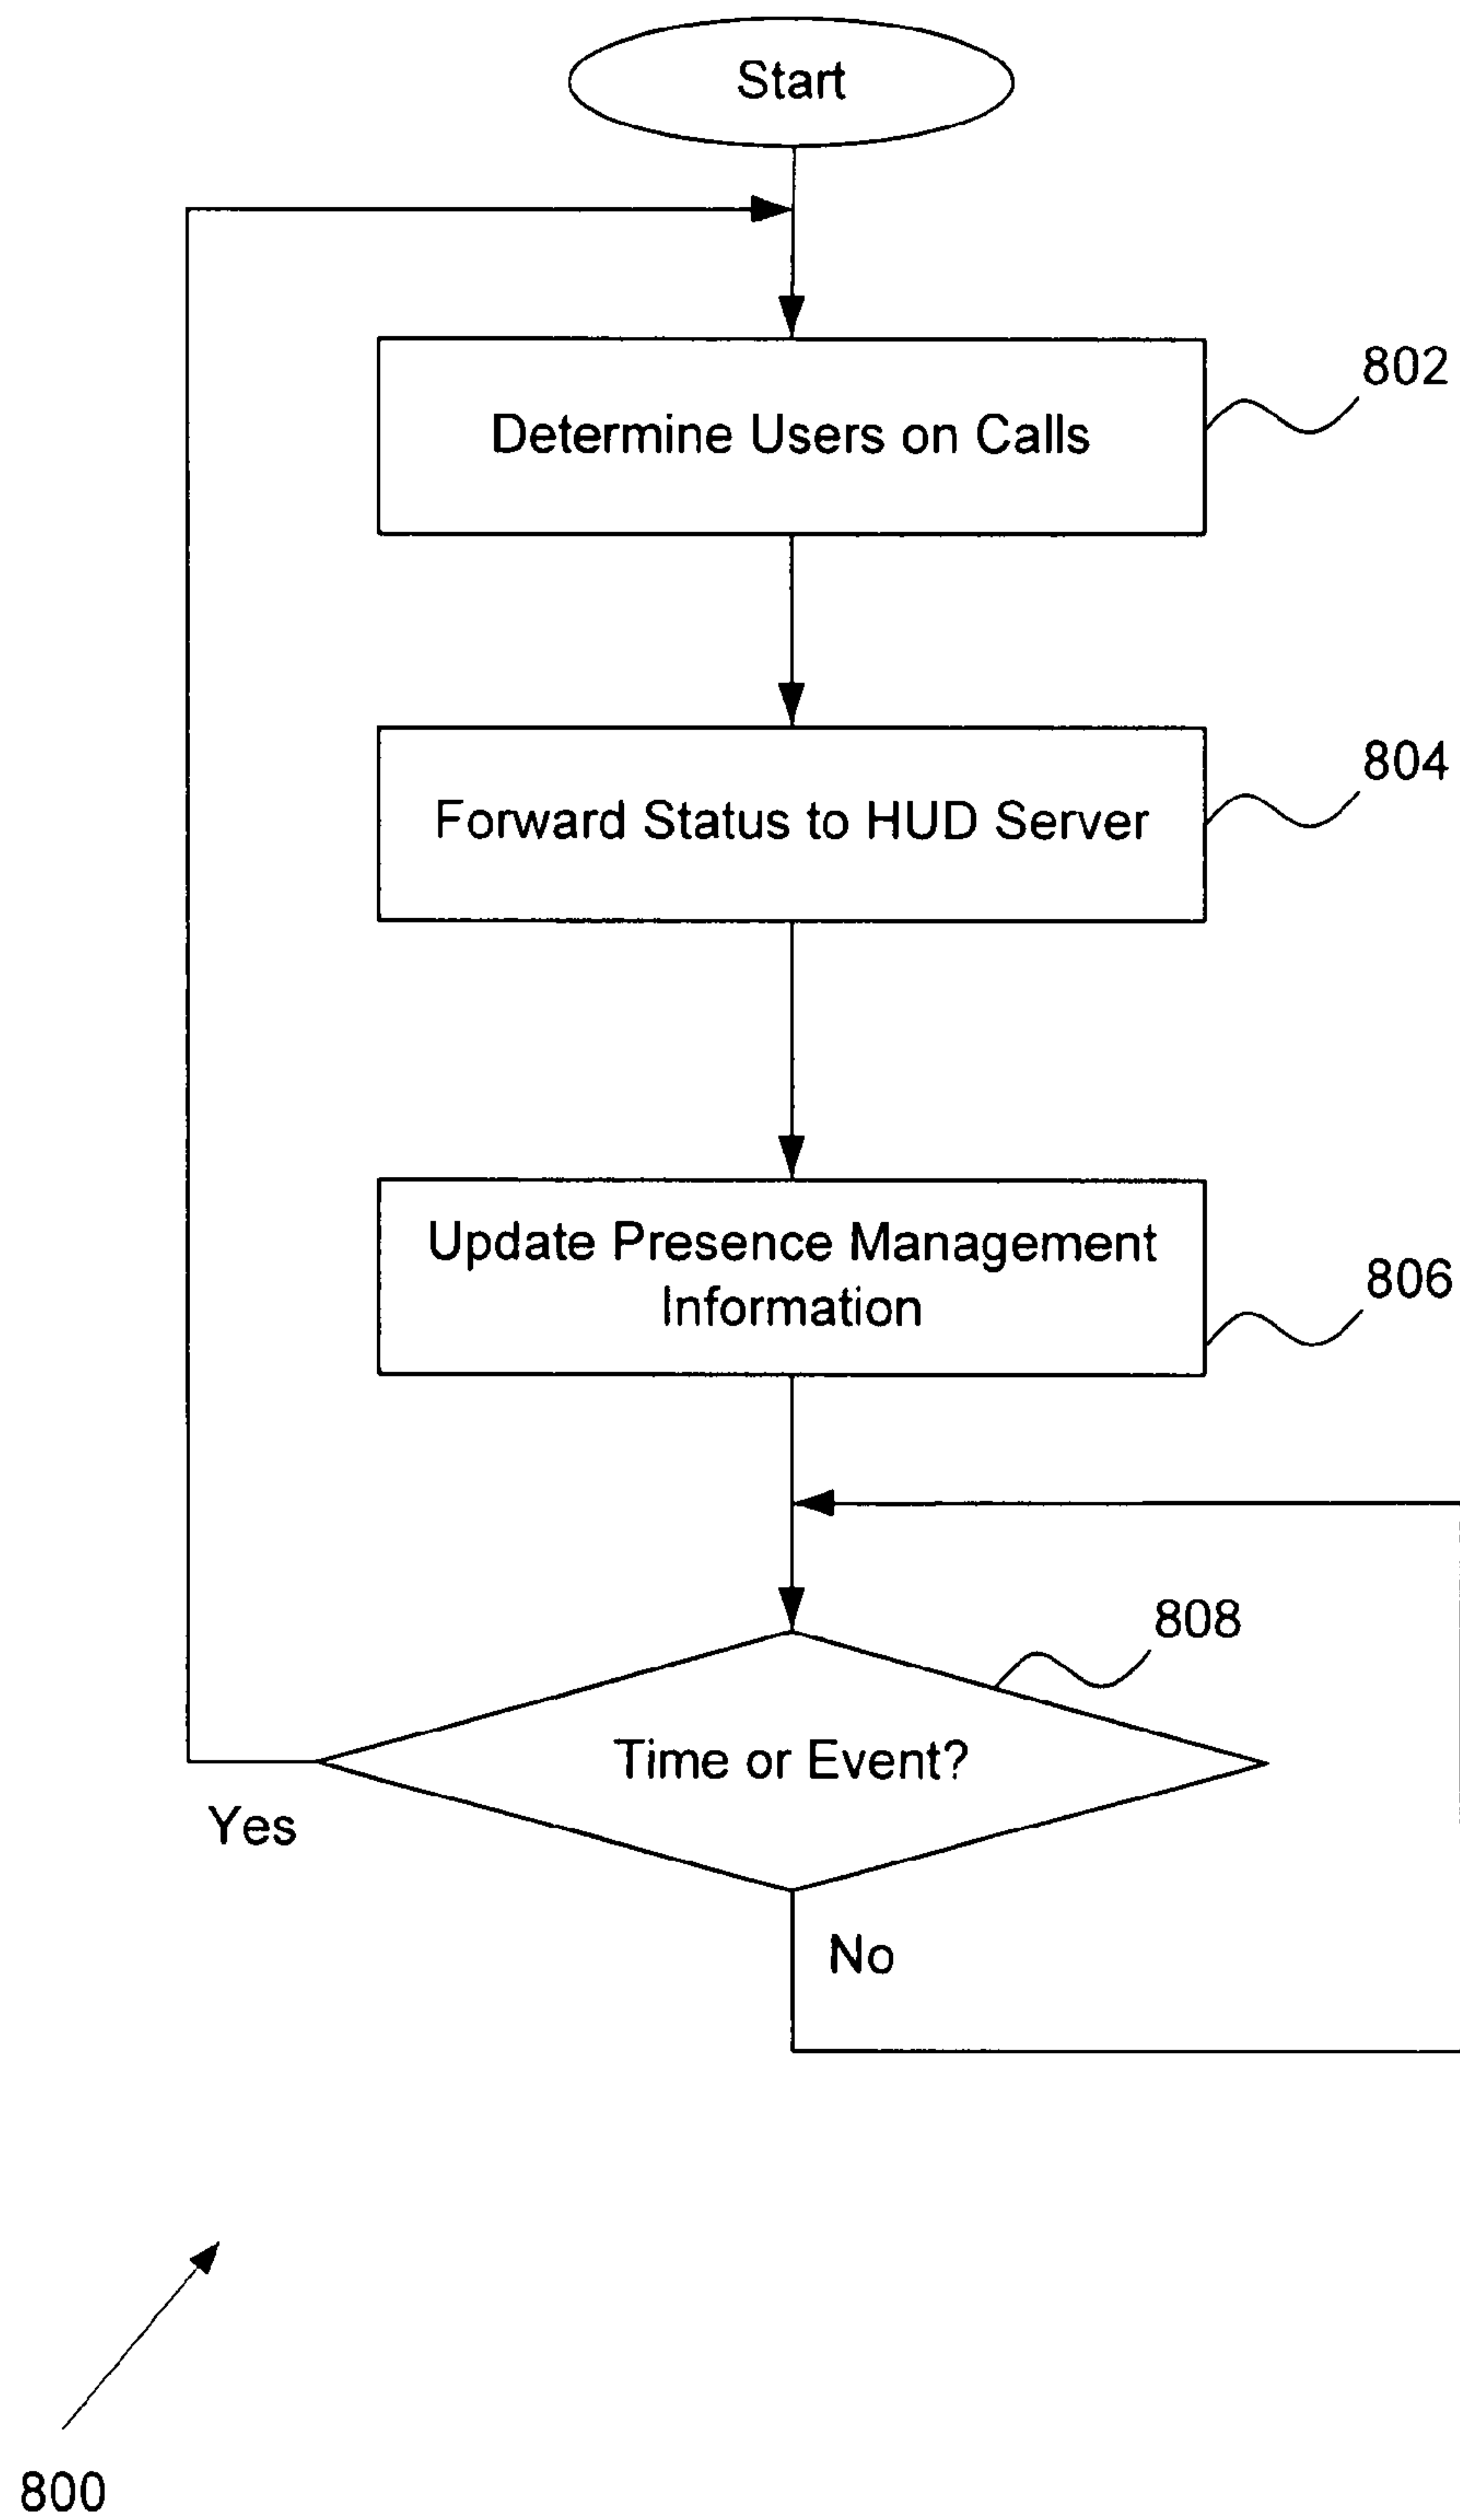 Start
802
Determine Users on Calls
804
Forward Status to HUD Server
Update Presence Management
Information
806
808
Time or Event?
Yes
No
800